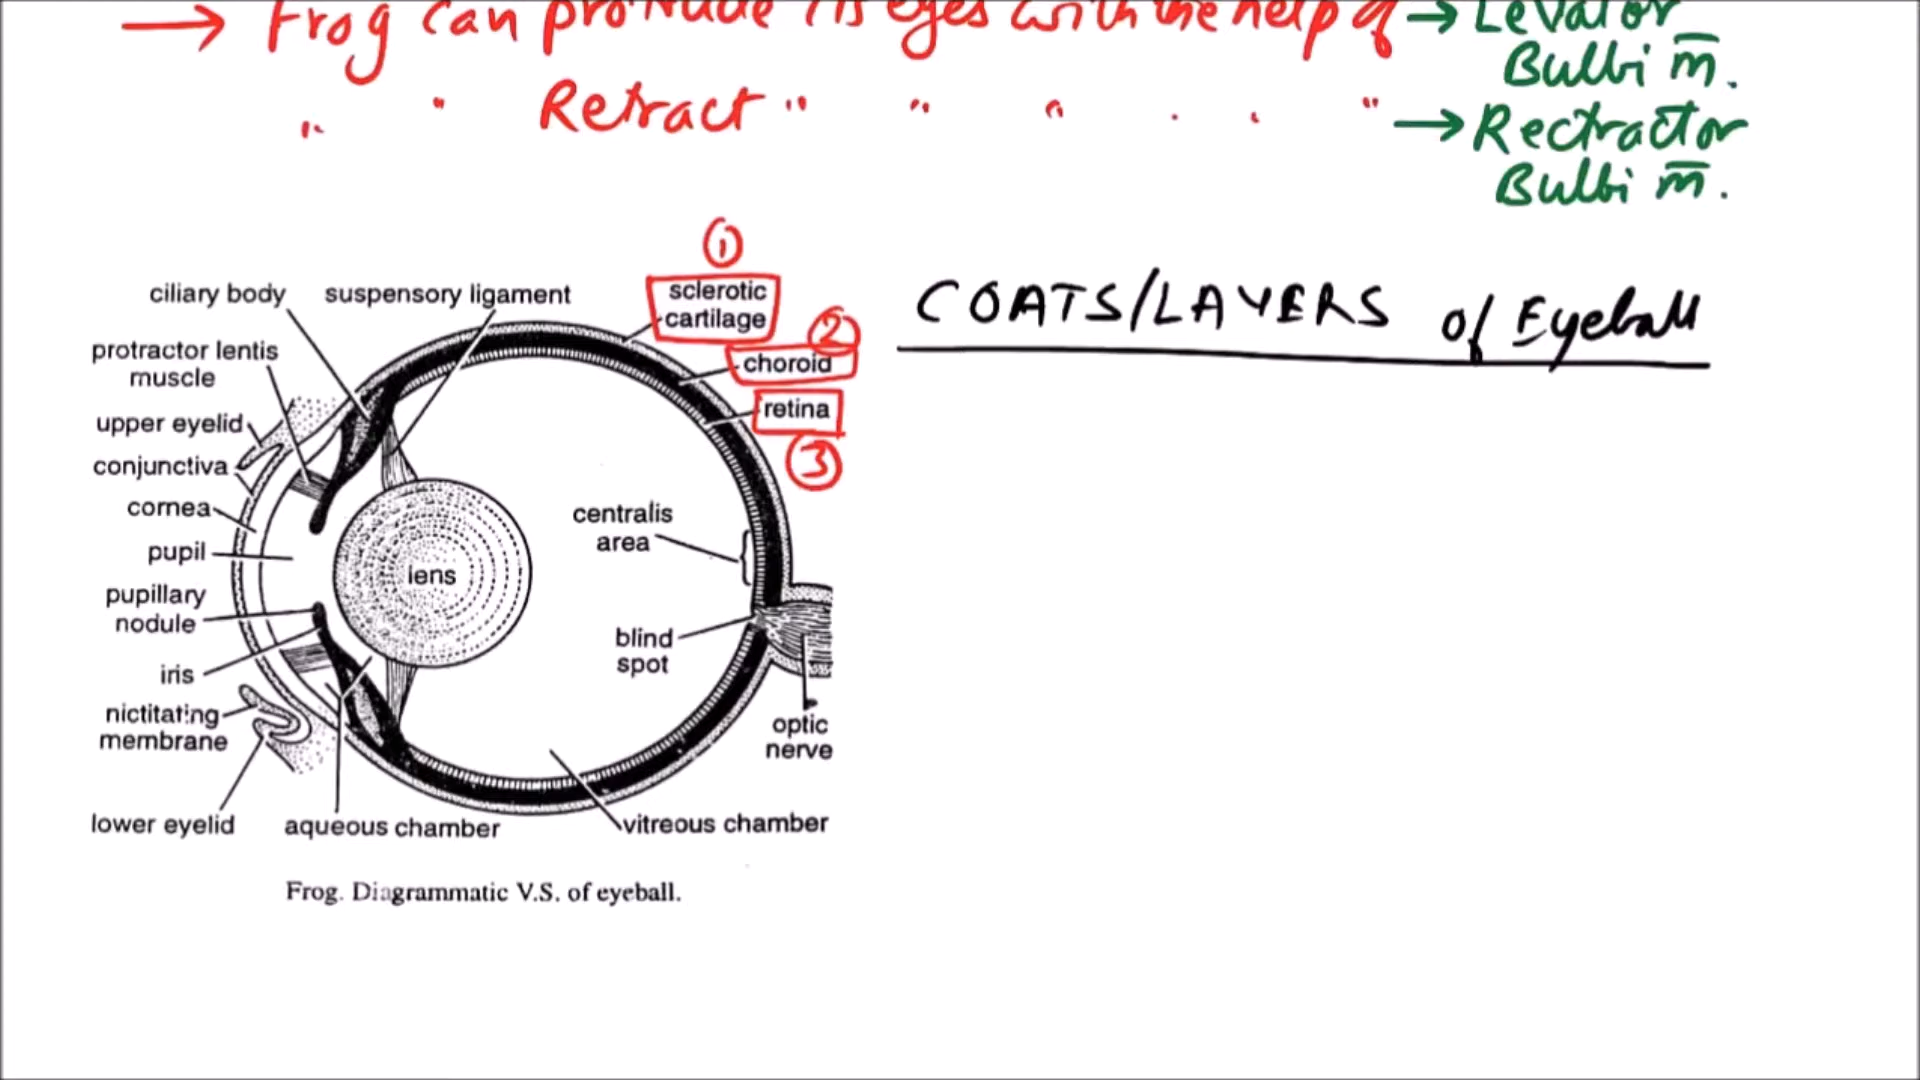 → Frog can protrude its eyes with the help of → Levator
Bulbi m̅.
" " Retract " " " . . " → Rectractor
Bulbi m̅.
①
ciliary body suspensory ligament sclerotic
cartilage
COATS/LAYERS of Eyeball
②
protractor lentis
muscle
choroid
upper eyelid
retina
conjunctiva
③
cornea
centralis
area
pupil
lens
pupillary
nodule
blind
spot
iris
nictitating
membrane
optic
nerve
lower eyelid aqueous chamber vitreous chamber
Frog. Diagrammatic V.S. of eyeball.